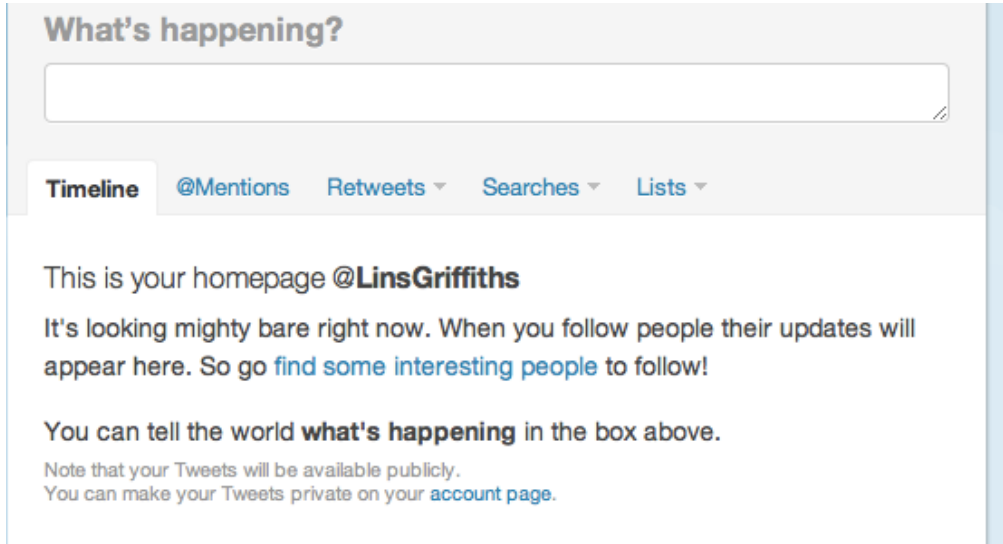 What's happening?
Timeline @Mentions Retweets Searches Lists
This is your homepage @LinsGriffiths
It's looking mighty bare right now. When you follow people their updates will
appear here. So go find some interesting people to follow!
You can tell the world what's happening in the box above.
Note that your Tweets will be available publicly.
You can make your Tweets private on your account page.